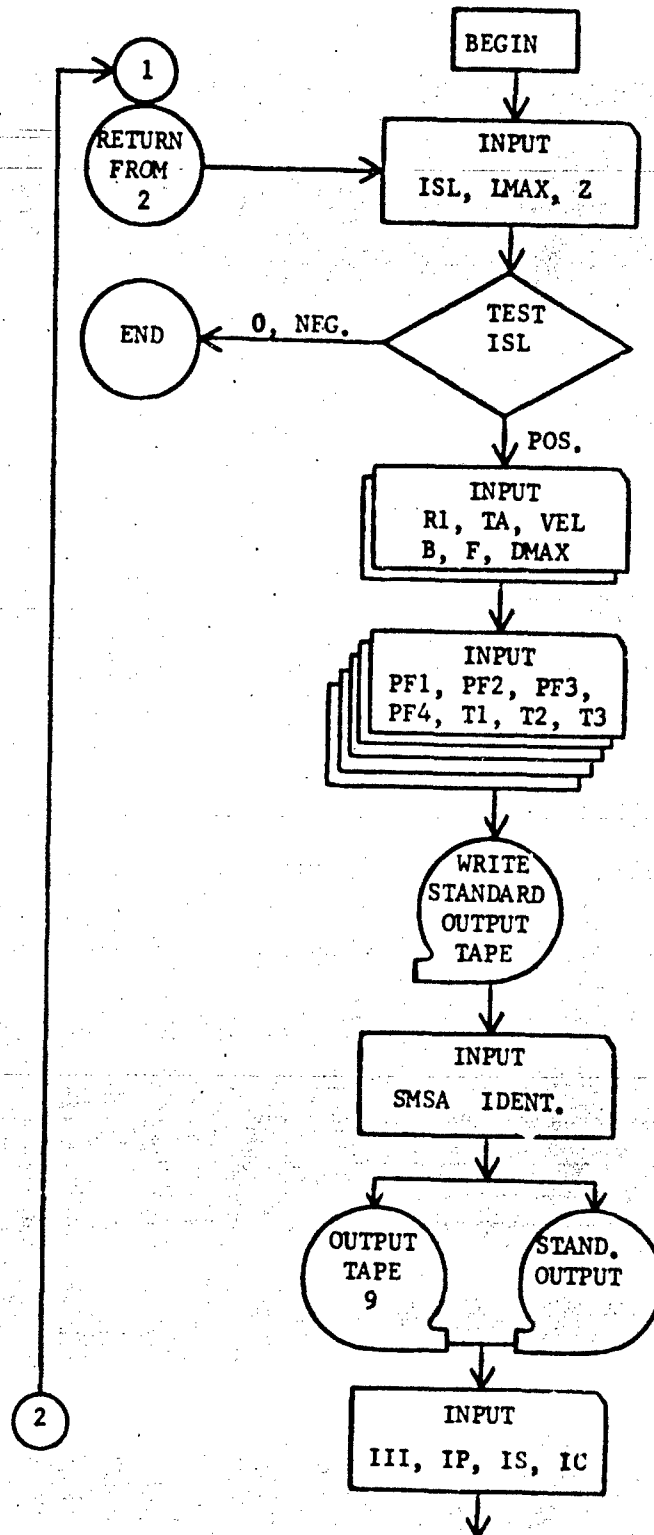 BEGIN
1
RETURN
FROM
2
INPUT
ISL, LMAX, Z
TEST
ISL
0, NEG.
END
POS.
INPUT
R1, TA, VEL
B, F, DMAX
INPUT
PF1, PF2, PF3,
PF4, T1, T2, T3
WRITE
STANDARD
OUTPUT
TAPE
INPUT
SMSA IDENT.
OUTPUT
TAPE
9
STAND.
OUTPUT
2
INPUT
III, IP, IS, IC